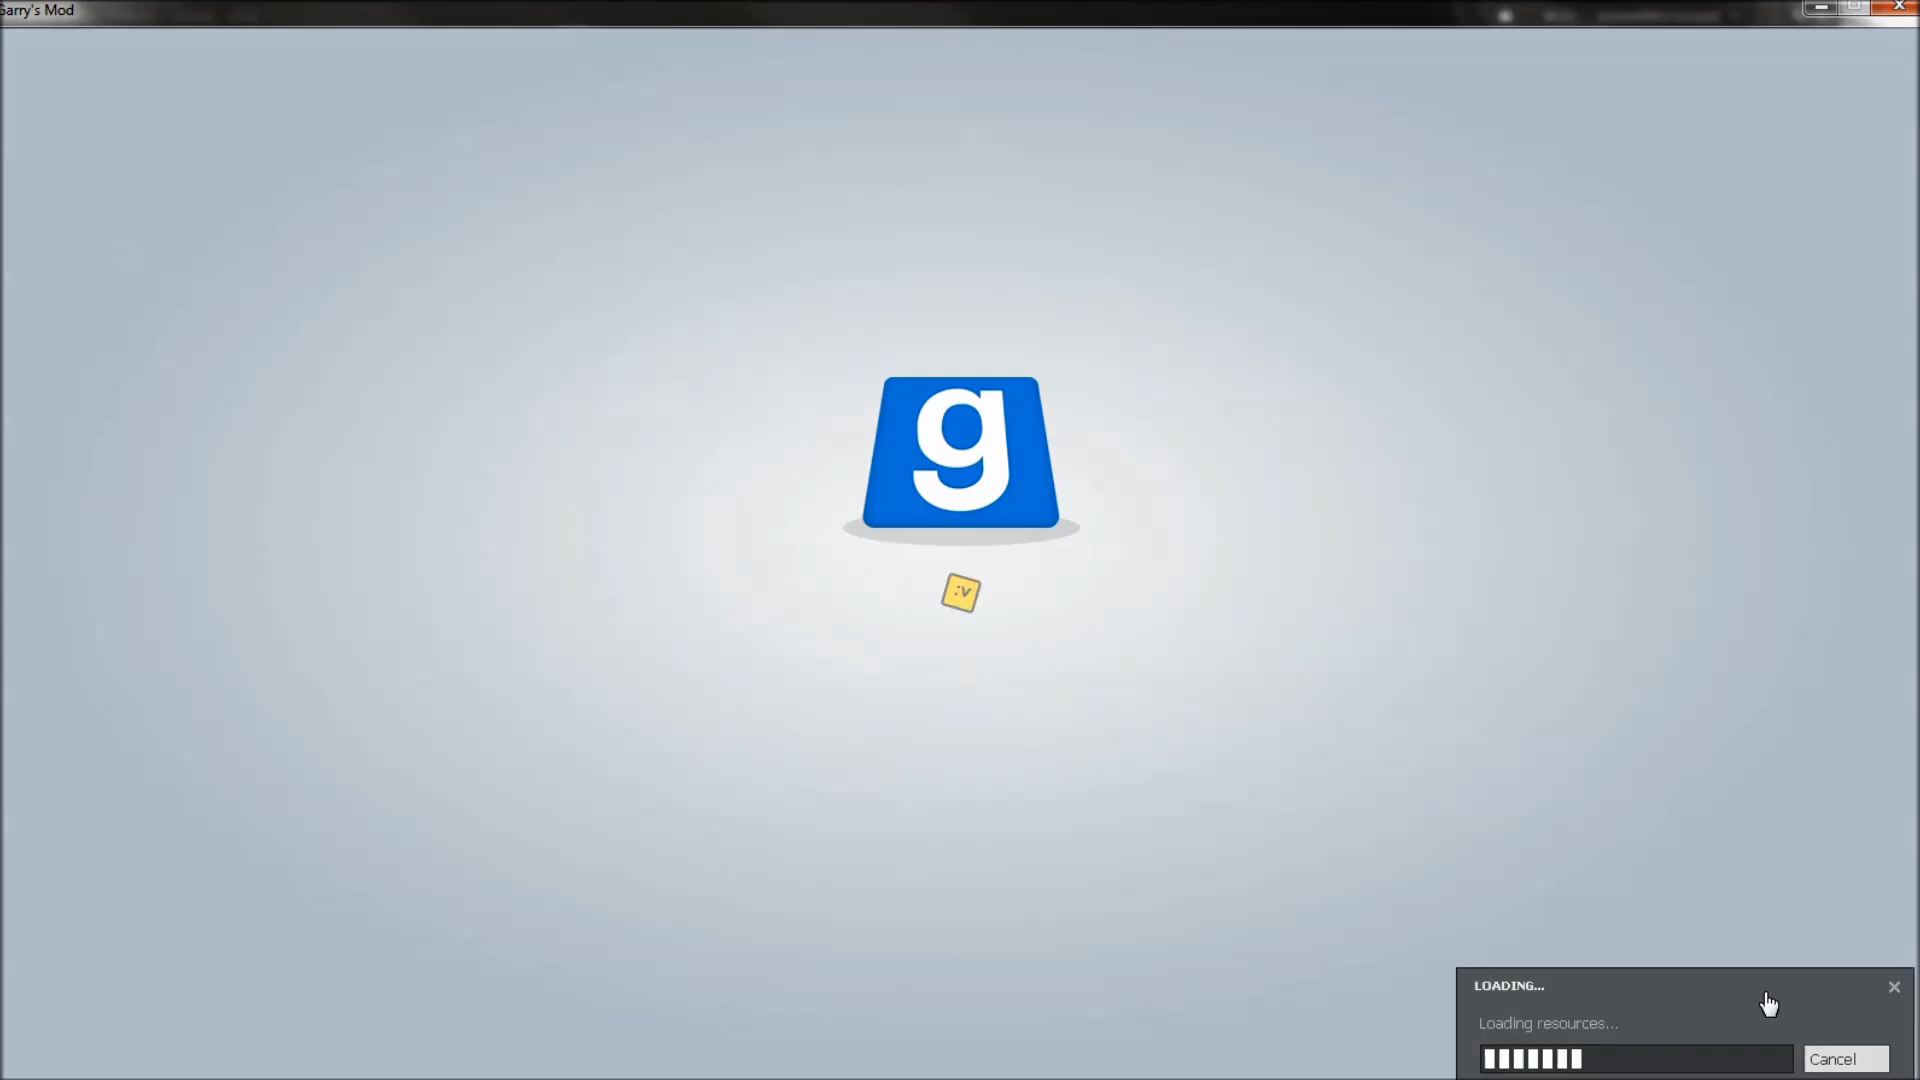 Garry's Mod
g
:v
LOADING...
Loading resources...
Cancel